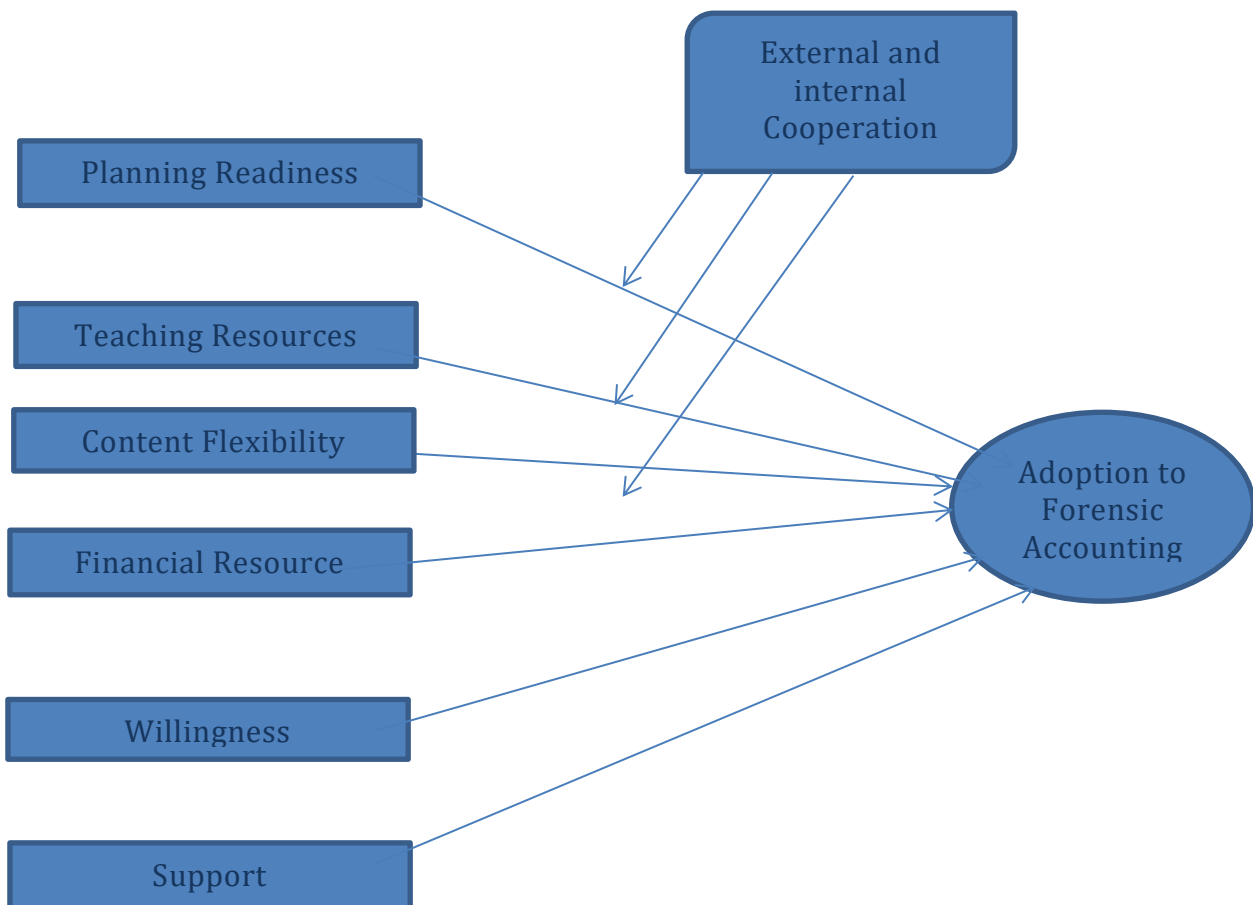 External and
internal
Cooperation
Planning Readiness
Teaching Resources
Content Flexibility
Adoption to
Forensic
Accounting
Financial Resource
Willingness
Support